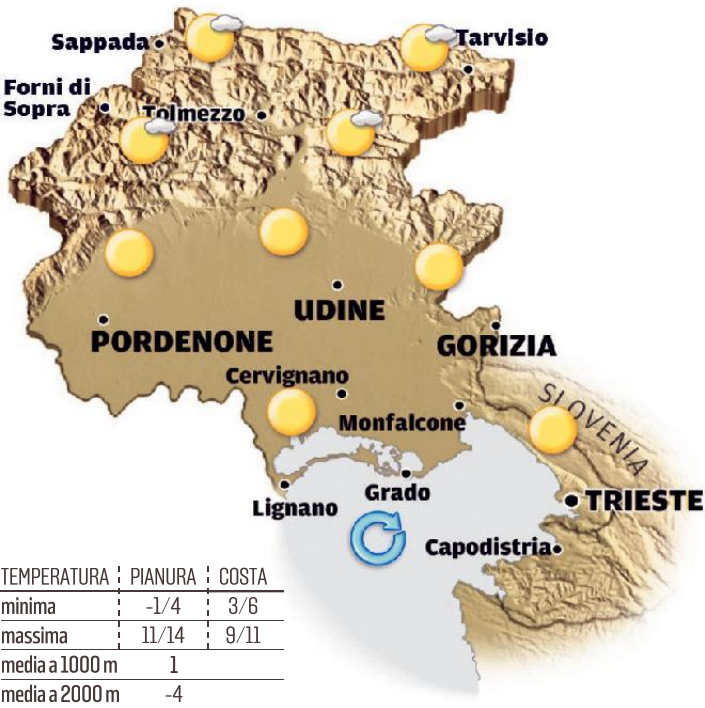 Sappada
Tarvisio
Forni di
Sopra
Tolmezzo
UDINE
PORDENONE
GORIZIA
Cervignano
SLOVENIA
Monfalcone
Grado
Lignano
TRIESTE
Capodistria
TEMPERATURA PIANURA COSTA
minima -1/4 3/6
massima 11/14 9/11
media a 1000 m 1
media a 2000 m -4